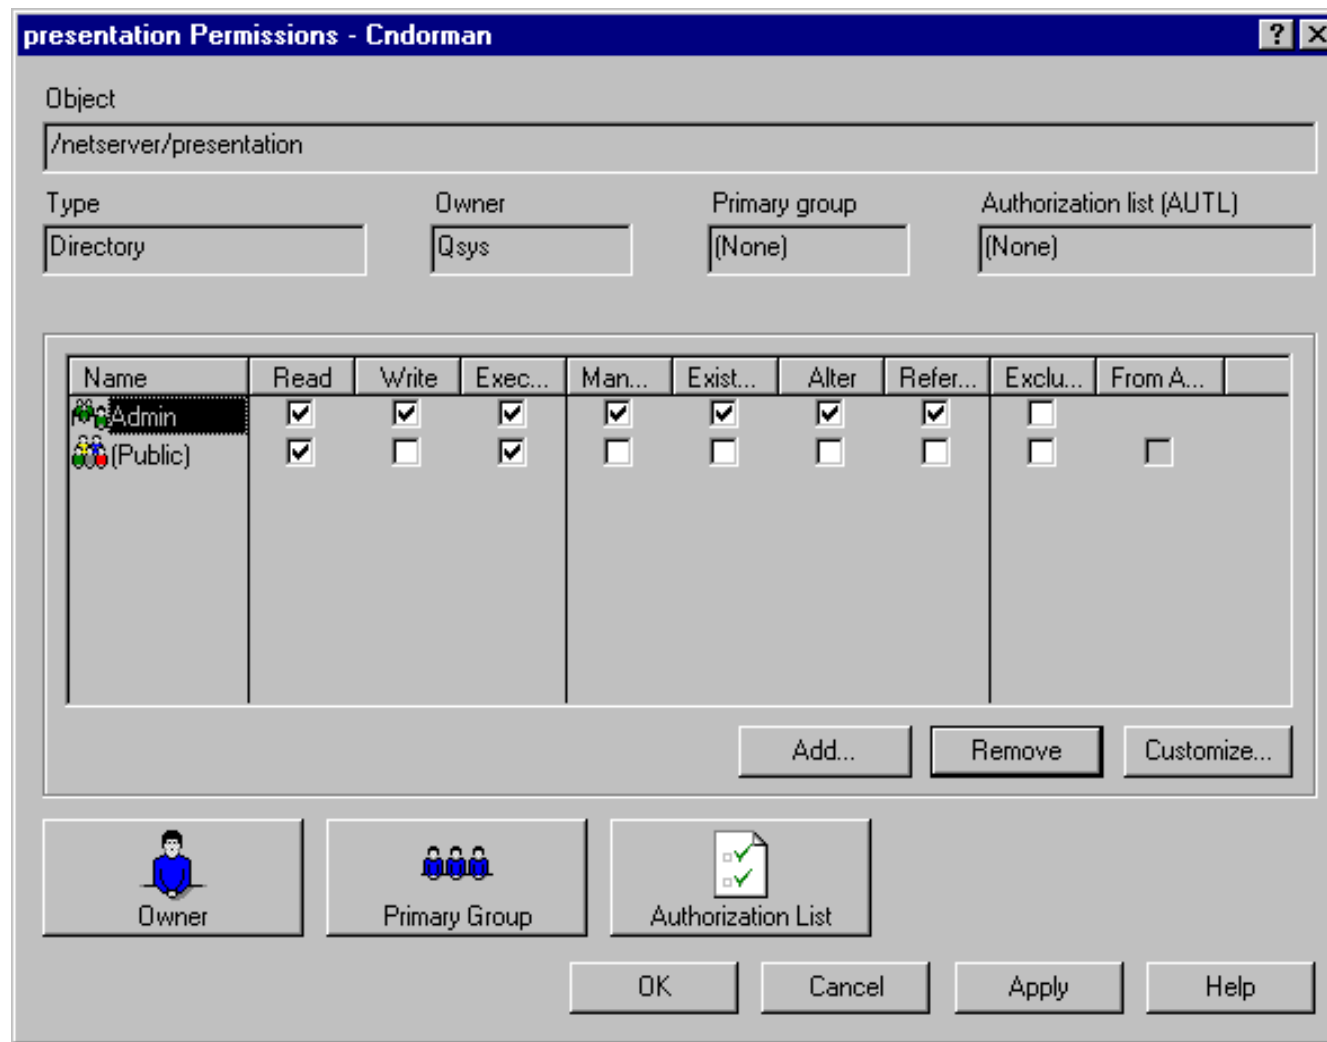 presentation Permissions - Cndorman
Object
/netserver/presentation
Type Owner Primary group Authorization list (AUTL)
Directory Qsys (None) (None)
Name Read Write Exec... Man... Exist... Alter Refer... Exclu... From A...
Admin
(Public)
Add... Remove Customize...
Owner Primary Group Authorization List
OK Cancel Apply Help